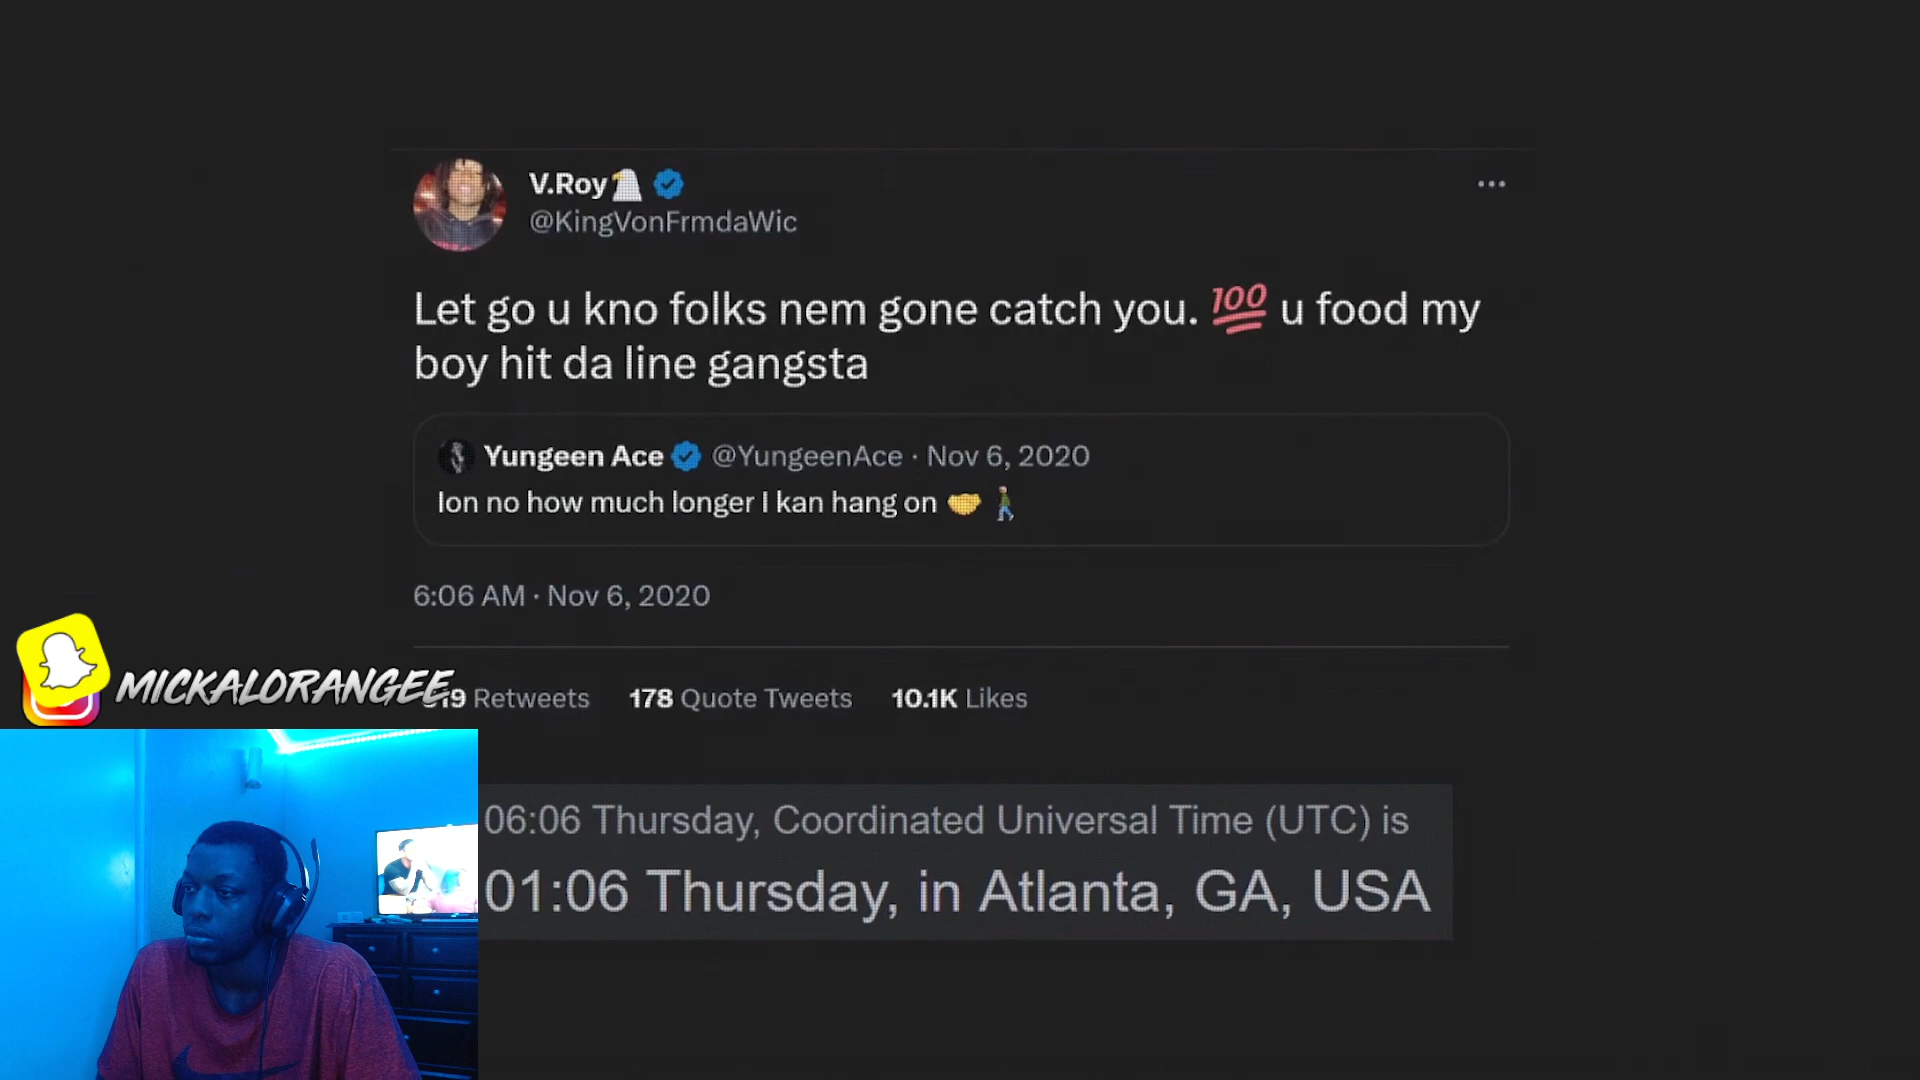 V.Roy
@KingVonFrmdaWic
Let go u kno folks nem gone catch you. 💯 u food my
boy hit da line gangsta
Yungeen Ace @YungeenAce · Nov 6, 2020
Ion no how much longer I kan hang on
6:06 AM · Nov 6, 2020
MICKALORANGEE
Retweets 178 Quote Tweets 10.1K Likes
06:06 Thursday, Coordinated Universal Time (UTC) is
01:06 Thursday, in Atlanta, GA, USA